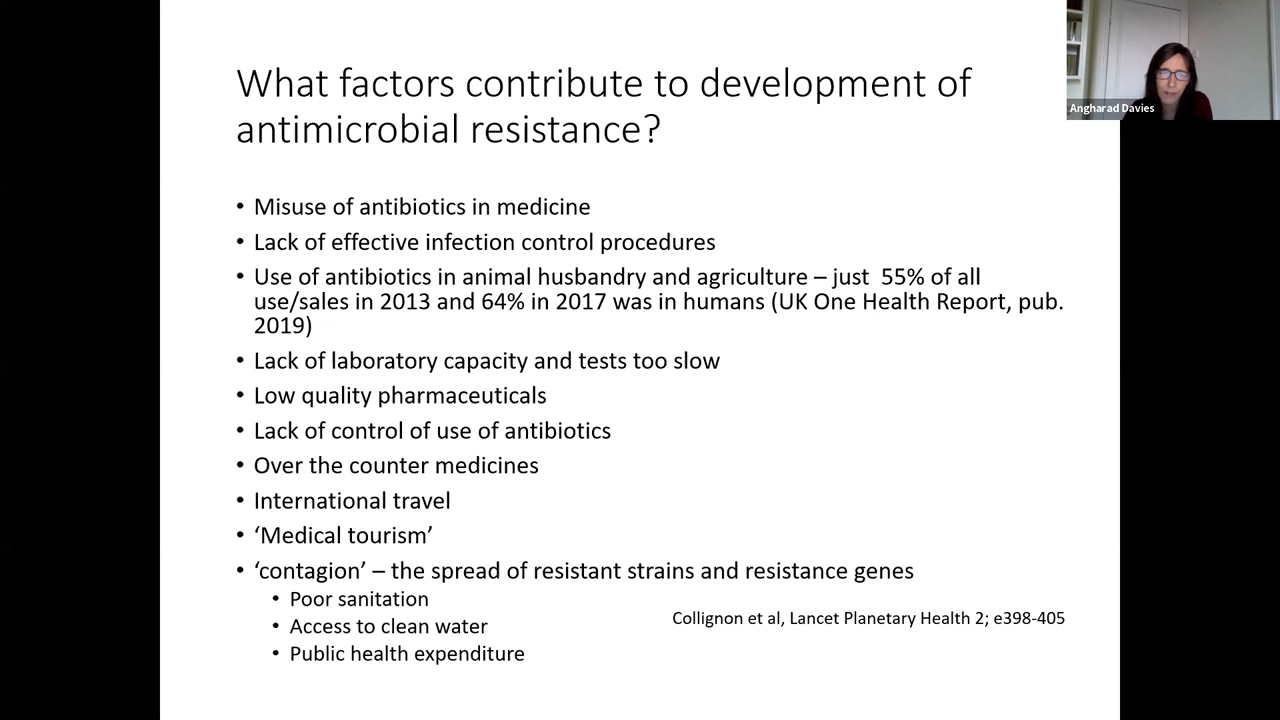 What factors contribute to development of
antimicrobial resistance?
• Misuse of antibiotics in medicine
• Lack of effective infection control procedures
• Use of antibiotics in animal husbandry and agriculture – just  55% of all
use/sales in 2013 and 64% in 2017 was in humans (UK One Health Report, pub.
2019)
• Lack of laboratory capacity and tests too slow
• Low quality pharmaceuticals
• Lack of control of use of antibiotics
• Over the counter medicines
• International travel
• ‘Medical tourism’
• ‘contagion’ – the spread of resistant strains and resistance genes
• Poor sanitation
• Access to clean water
• Public health expenditure
Collignon et al, Lancet Planetary Health 2; e398-405
Angharad Davies